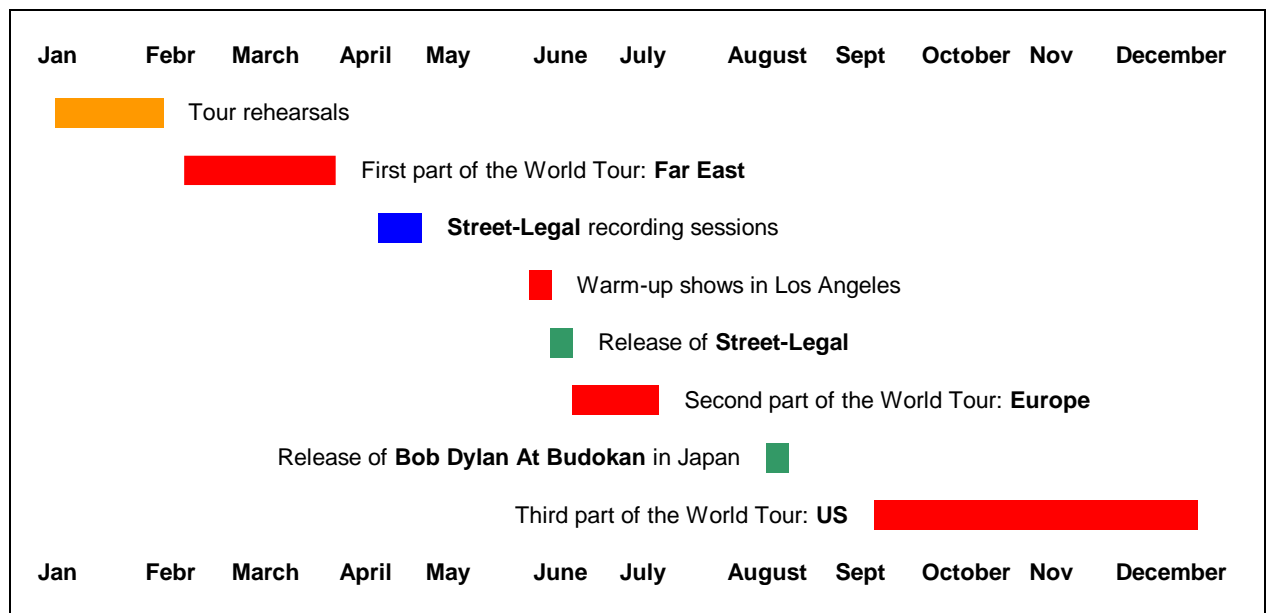 Jan Febr March April May June July August Sept October Nov December
Tour rehearsals
First part of the World Tour: Far East
Street-Legal recording sessions
Warm-up shows in Los Angeles
Release of Street-Legal
Second part of the World Tour: Europe
Release of Bob Dylan At Budokan in Japan
Third part of the World Tour: US
Jan Febr March April May June July August Sept October Nov December